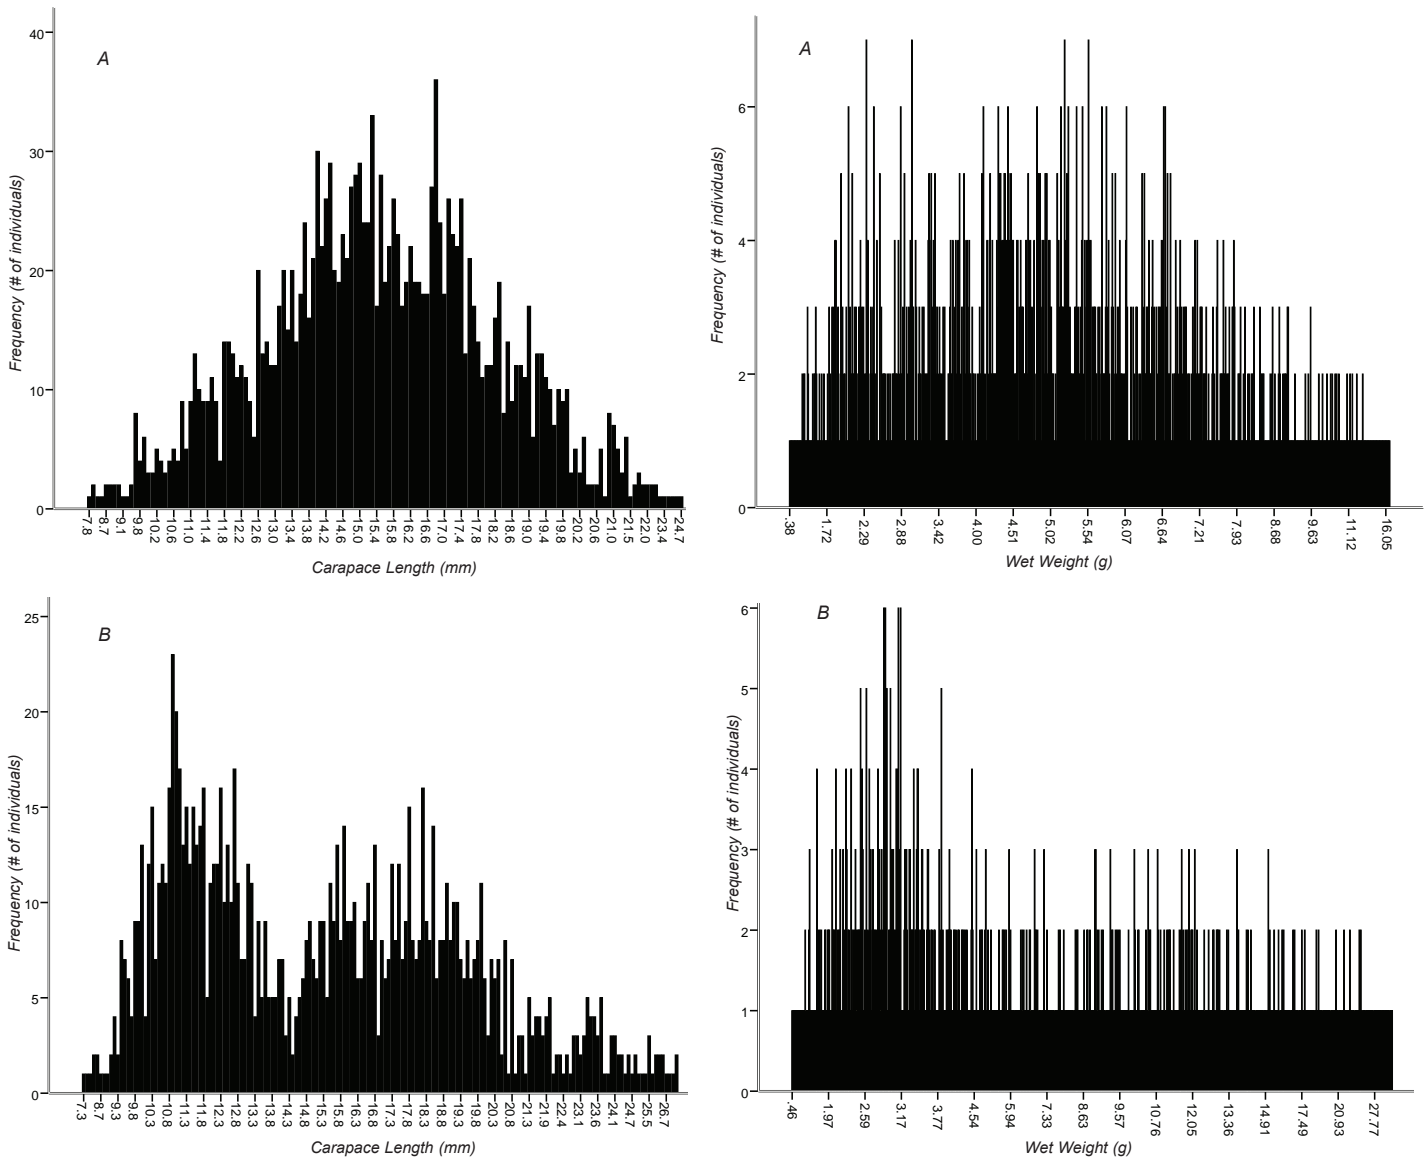 A
Frequency (# of individuals)
40
30
20
10
0
7.8 8.7 9.1 9.8 10.2 10.6 11.0 11.4 11.8 12.2 12.6 13.0 13.4 13.8 14.2 14.6 15.0 15.4 15.8 16.2 16.6 17.0 17.4 17.8 18.2 18.6 19.0 19.4 19.8 20.2 20.6 21.0 21.5 22.0 23.4 24.7
Carapace Length (mm)
A
Frequency (# of individuals)
6
4
2
0
.38 1.72 2.29 2.88 3.42 4.00 4.51 5.02 5.54 6.07 6.64 7.21 7.93 8.68 9.63 11.12 16.05
Wet Weight (g)
B
Frequency (# of individuals)
25
20
15
10
5
0
7.3 8.7 9.3 9.8 10.3 10.8 11.3 11.8 12.3 12.8 13.3 13.8 14.3 14.8 15.3 15.8 16.3 16.8 17.3 17.8 18.3 18.8 19.3 19.8 20.3 20.8 21.3 21.9 22.4 23.1 23.6 24.1 24.7 25.5 26.7
Carapace Length (mm)
B
Frequency (# of individuals)
6
5
4
3
2
1
0
.46 1.97 2.59 3.17 3.77 4.54 5.94 7.33 8.63 9.57 10.76 12.05 13.36 14.91 17.49 20.93 27.77
Wet Weight (g)